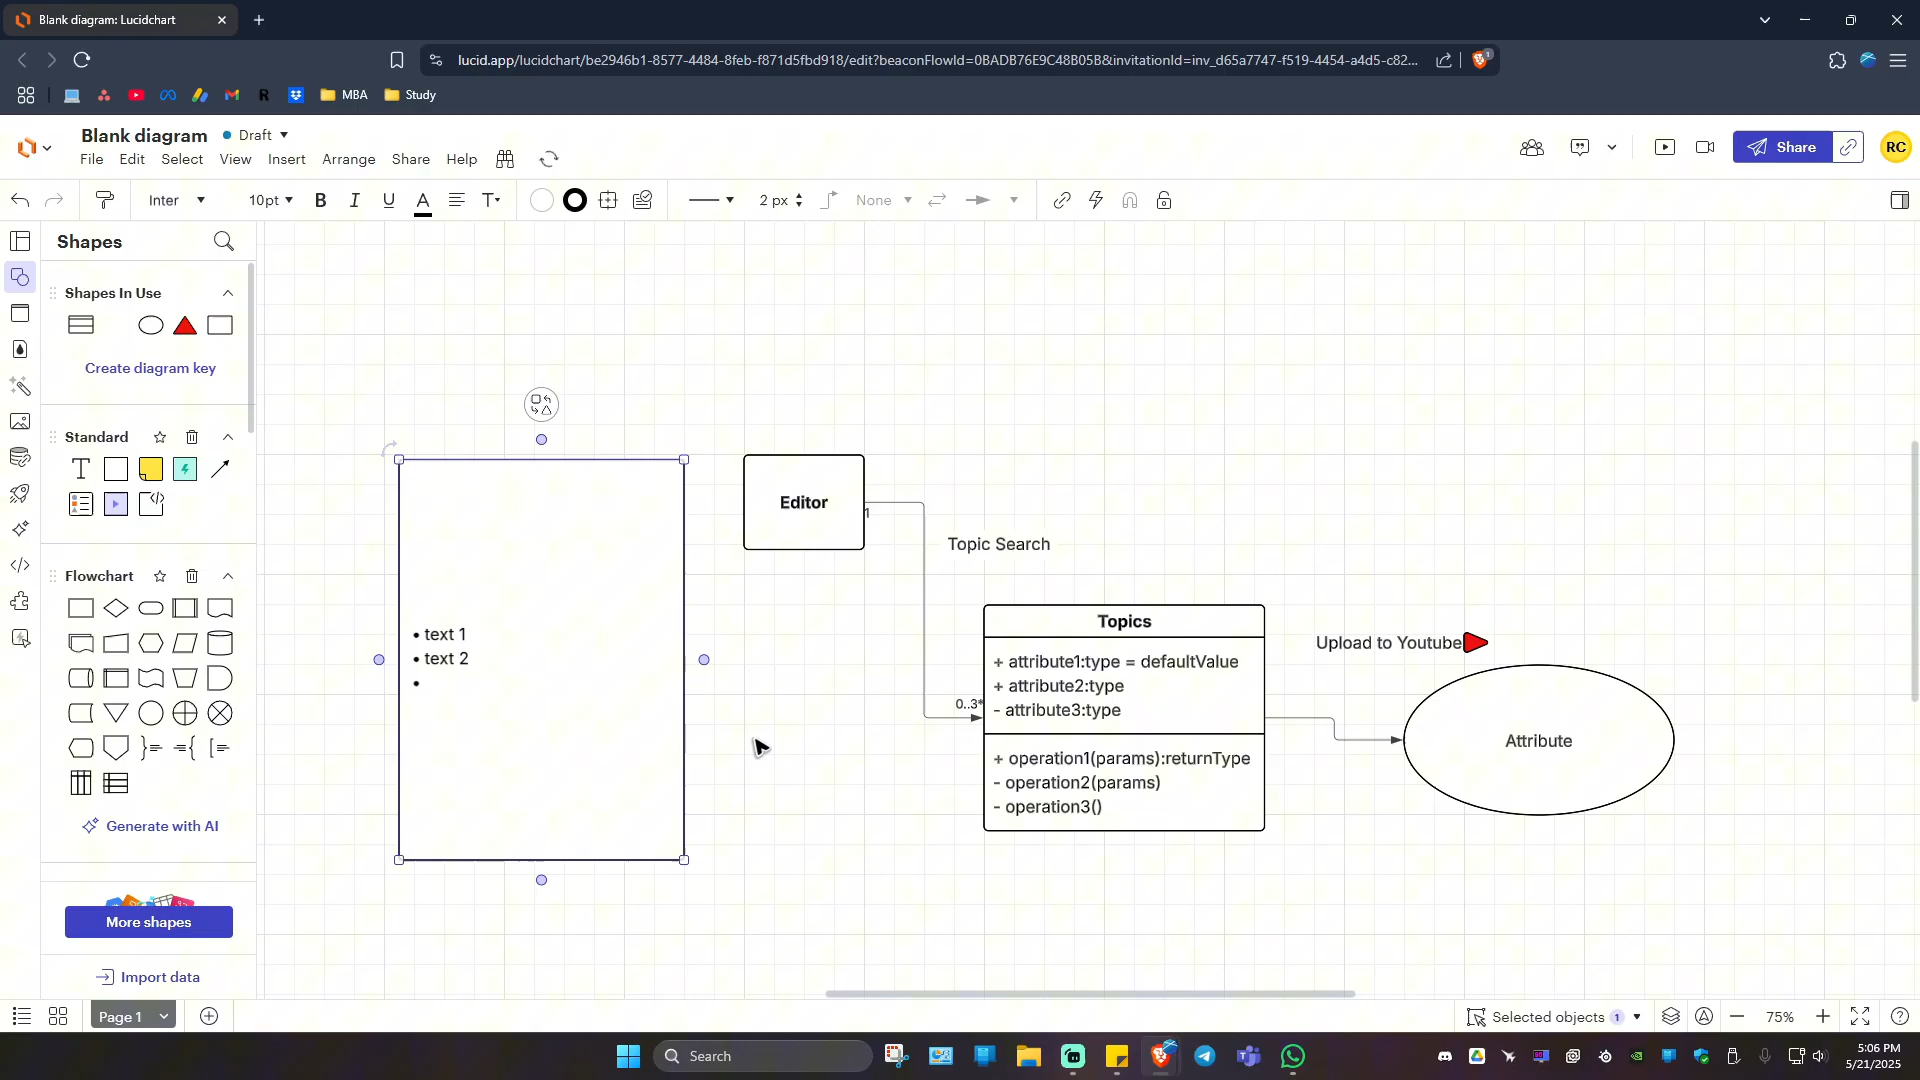 Blank diagram: Lucidchart
lucid.app/lucidchart/be2946b1-8577-4484-8feb-f871d5fbd918/edit?beaconFlowId=0BADB76E9C48B05B&invitationId=inv_d65a7747-f519-4454-a4d5-c82...
MBA
Study
Blank diagram
Draft
File
Edit
Select
View
Insert
Arrange
Share
Help
Share
RC
Inter
10pt
B
I
U
A
2 px
None
Shapes
Shapes In Use
Create diagram key
Standard
Flowchart
Generate with AI
More shapes
Import data
• text 1
• text 2
•
Editor
1
Topic Search
0..3*
Topics
+ attribute1:type = defaultValue
+ attribute2:type
- attribute3:type
+ operation1(params):returnType
- operation2(params)
- operation3()
Upload to Youtube
Attribute
Page 1
Selected objects 1
75%
Search
5:06 PM
5/21/2025